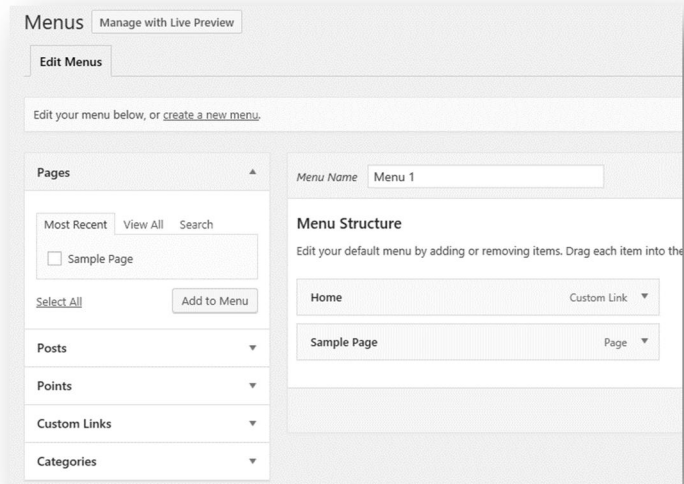 Menus Manage with Live Preview
Edit Menus
Edit your menu below, or create a new menu.
Pages
Most Recent View All Search
Sample Page
Select All Add to Menu
Posts
Points
Custom Links
Categories
Menu Name Menu 1
Menu Structure
Edit your default menu by adding or removing items. Drag each item into the
Home Custom Link
Sample Page Page